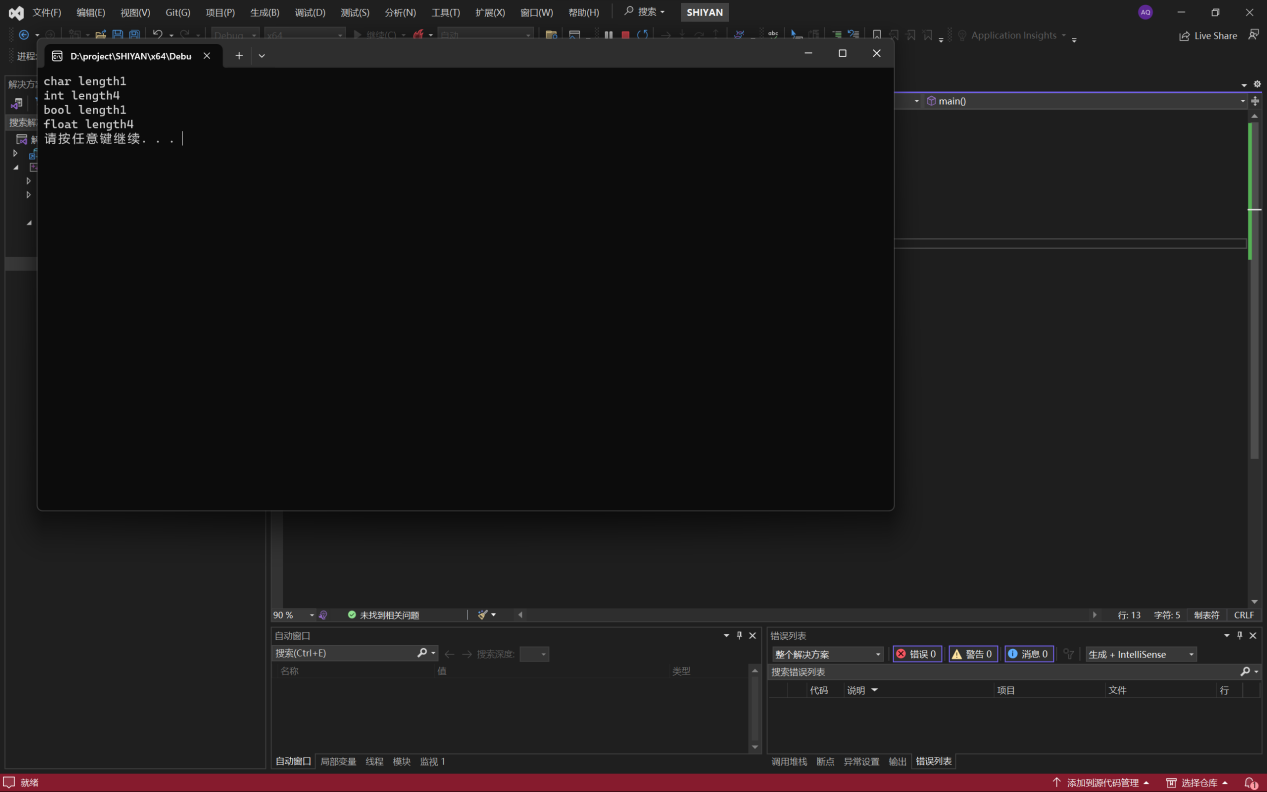 文件(F) 编辑(E) 视图(V) Git(G) 项目(P) 生成(B) 调试(D) 测试(S) 分析(N) 工具(T) 扩展(X) 窗口(W) 帮助(H) 搜索 SHIYAN AQ
Application Insights Live Share
D:\project\SHIYAN\x64\Debu
char length1
int length4
bool length1
float length4
请按任意键继续. . .
main()
90 % 未找到相关问题 行: 13 字符: 5 制表符 CRLF
自动窗口
搜索(Ctrl+E) 搜索深度:
名称 值 类型
自动窗口 局部变量 线程 模块 监视 1
错误列表
整个解决方案 错误 0 警告 0 消息 0 生成 + IntelliSense
搜索错误列表
代码 说明 项目 文件 行
调用堆栈 断点 异常设置 输出 错误列表
就绪 添加到源代码管理 选择仓库 1